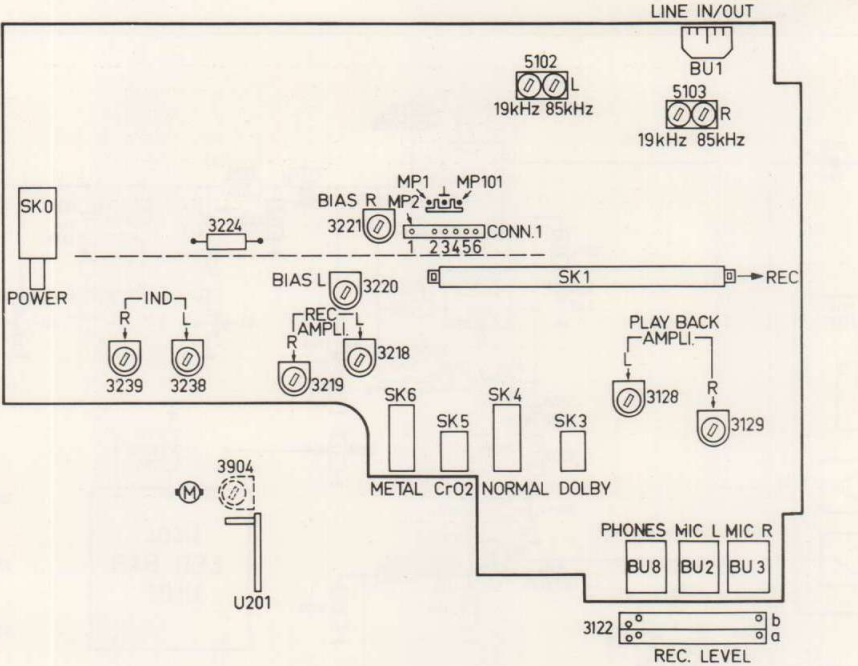 LINE IN/OUT
BU1
5102
L
19kHz 85kHz
5103
R
19kHz 85kHz
MP1 MP101
BIAS R MP2
SK0
3224
3221
CONN.1
1 23456
BIAS L
3220
SK1
REC
POWER
IND
R L
REC AMPLI.
R L
PLAY BACK AMPLI.
L R
3239 3238
3219
3218
3128
3129
SK6 SK4
SK5 SK3
3904
M
METAL CrO2 NORMAL DOLBY
PHONES MIC L MIC R
BU8 BU2 BU3
U201
3122
b
a
REC. LEVEL